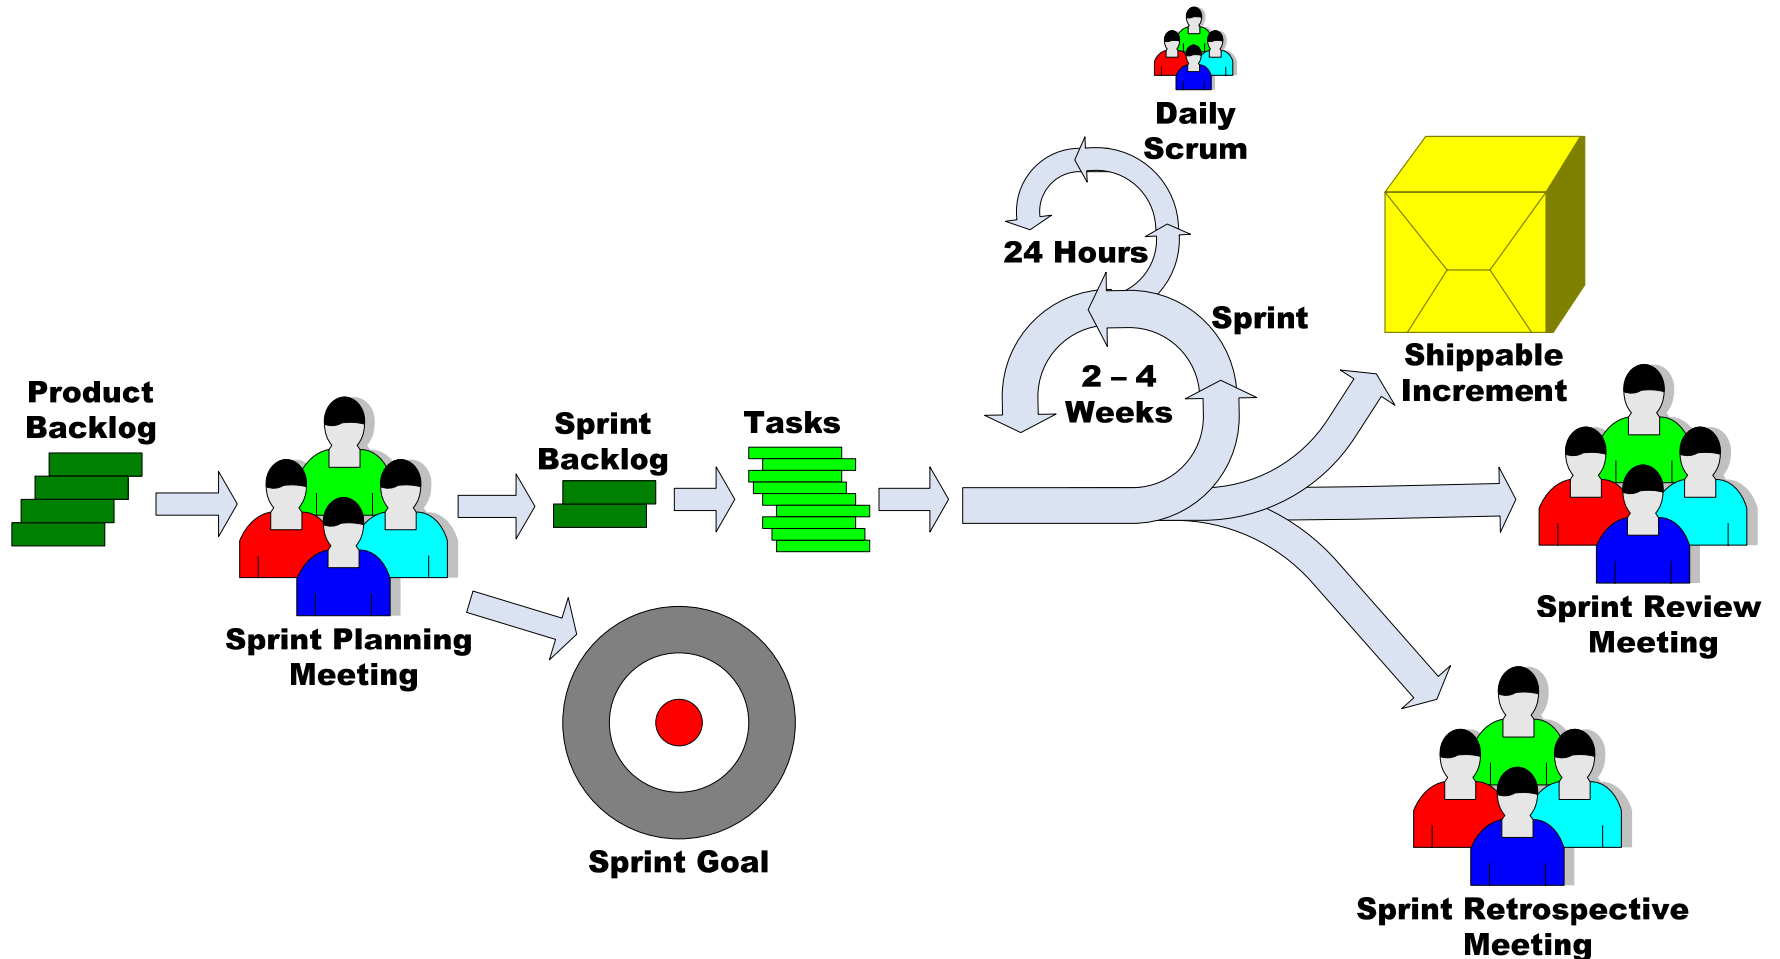 Product
Backlog
Sprint Planning
Meeting
Sprint
Backlog
Tasks
Sprint Goal
Daily
Scrum
24 Hours
Sprint
2 – 4
Weeks
Shippable
Increment
Sprint Review
Meeting
Sprint Retrospective
Meeting